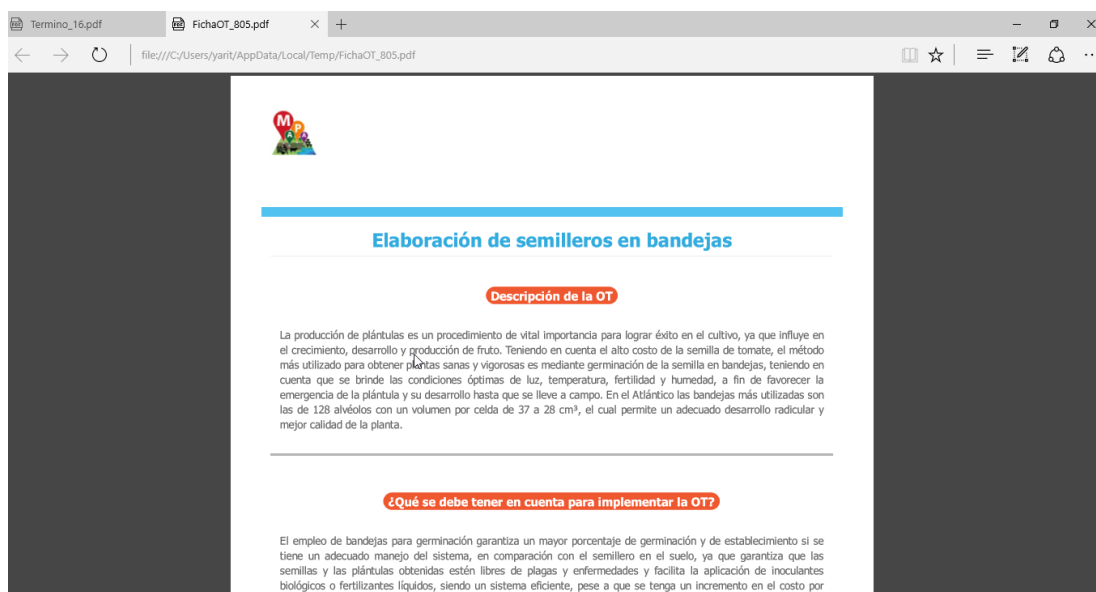 Termino_16.pdf
FichaOT_805.pdf
file:///C:/Users/yarit/AppData/Local/Temp/FichaOT_805.pdf
MAPA
Elaboración de semilleros en bandejas
Descripción de la OT
La producción de plántulas es un procedimiento de vital importancia para lograr éxito en el cultivo, ya que influye en
el crecimiento, desarrollo y producción de fruto. Teniendo en cuenta el alto costo de la semilla de tomate, el método
más utilizado para obtener plantas sanas y vigorosas es mediante germinación de la semilla en bandejas, teniendo en
cuenta que se brinde las condiciones óptimas de luz, temperatura, fertilidad y humedad, a fin de favorecer la
emergencia de la plántula y su desarrollo hasta que se lleve a campo. En el Atlántico las bandejas más utilizadas son
las de 128 alvéolos con un volumen por celda de 37 a 28 cm³, el cual permite un adecuado desarrollo radicular y
mejor calidad de la planta.
¿Qué se debe tener en cuenta para implementar la OT?
El empleo de bandejas para germinación garantiza un mayor porcentaje de germinación y de establecimiento si se
tiene un adecuado manejo del sistema, en comparación con el semillero en el suelo, ya que garantiza que las
semillas y las plántulas obtenidas estén libres de plagas y enfermedades y facilita la aplicación de inoculantes
biológicos o fertilizantes líquidos, siendo un sistema eficiente, pese a que se tenga un incremento en el costo por